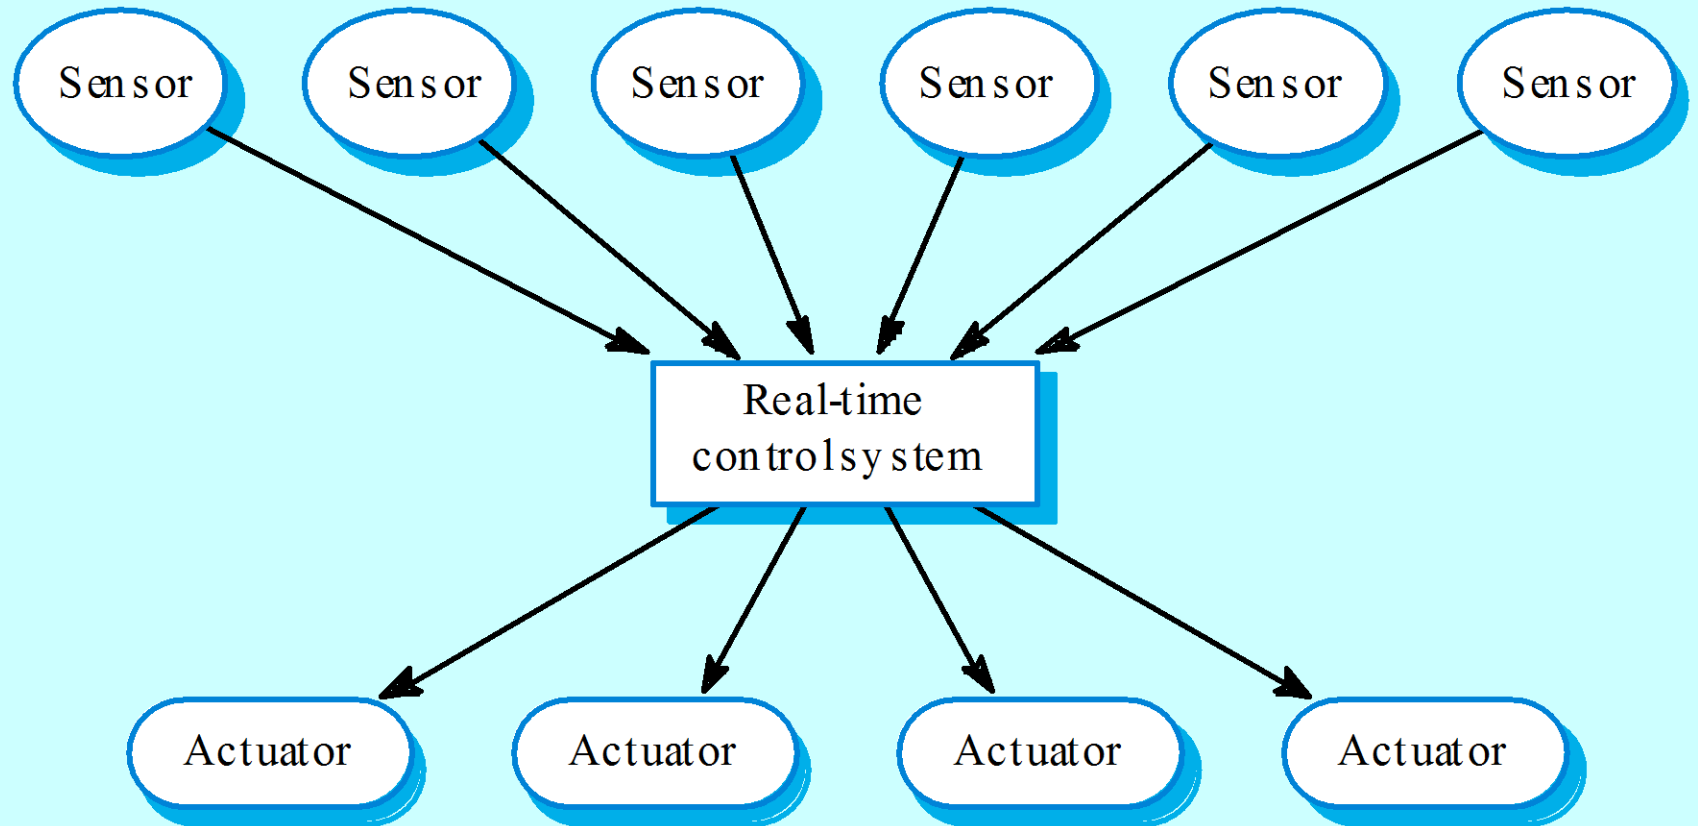 Sensor
Sensor
Sensor
Sensor
Sensor
Sensor
Real-time
control system
Actuator
Actuator
Actuator
Actuator